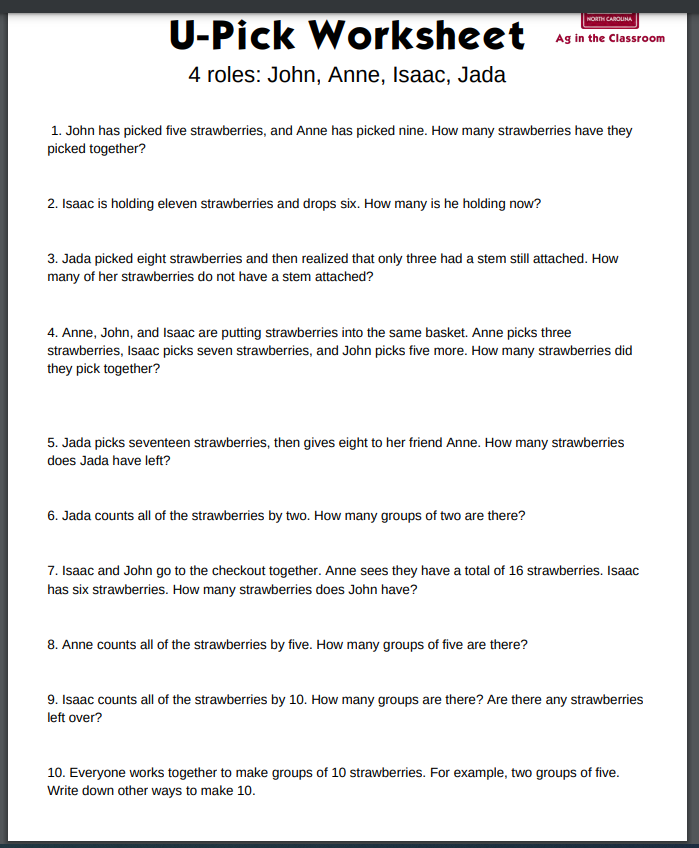 U-Pick Worksheet
NORTH CAROLINA
Ag in the Classroom
4 roles: John, Anne, Isaac, Jada
1. John has picked five strawberries, and Anne has picked nine. How many strawberries have they
picked together?
2. Isaac is holding eleven strawberries and drops six. How many is he holding now?
3. Jada picked eight strawberries and then realized that only three had a stem still attached. How
many of her strawberries do not have a stem attached?
4. Anne, John, and Isaac are putting strawberries into the same basket. Anne picks three
strawberries, Isaac picks seven strawberries, and John picks five more. How many strawberries did
they pick together?
5. Jada picks seventeen strawberries, then gives eight to her friend Anne. How many strawberries
does Jada have left?
6. Jada counts all of the strawberries by two. How many groups of two are there?
7. Isaac and John go to the checkout together. Anne sees they have a total of 16 strawberries. Isaac
has six strawberries. How many strawberries does John have?
8. Anne counts all of the strawberries by five. How many groups of five are there?
9. Isaac counts all of the strawberries by 10. How many groups are there? Are there any strawberries
left over?
10. Everyone works together to make groups of 10 strawberries. For example, two groups of five.
Write down other ways to make 10.